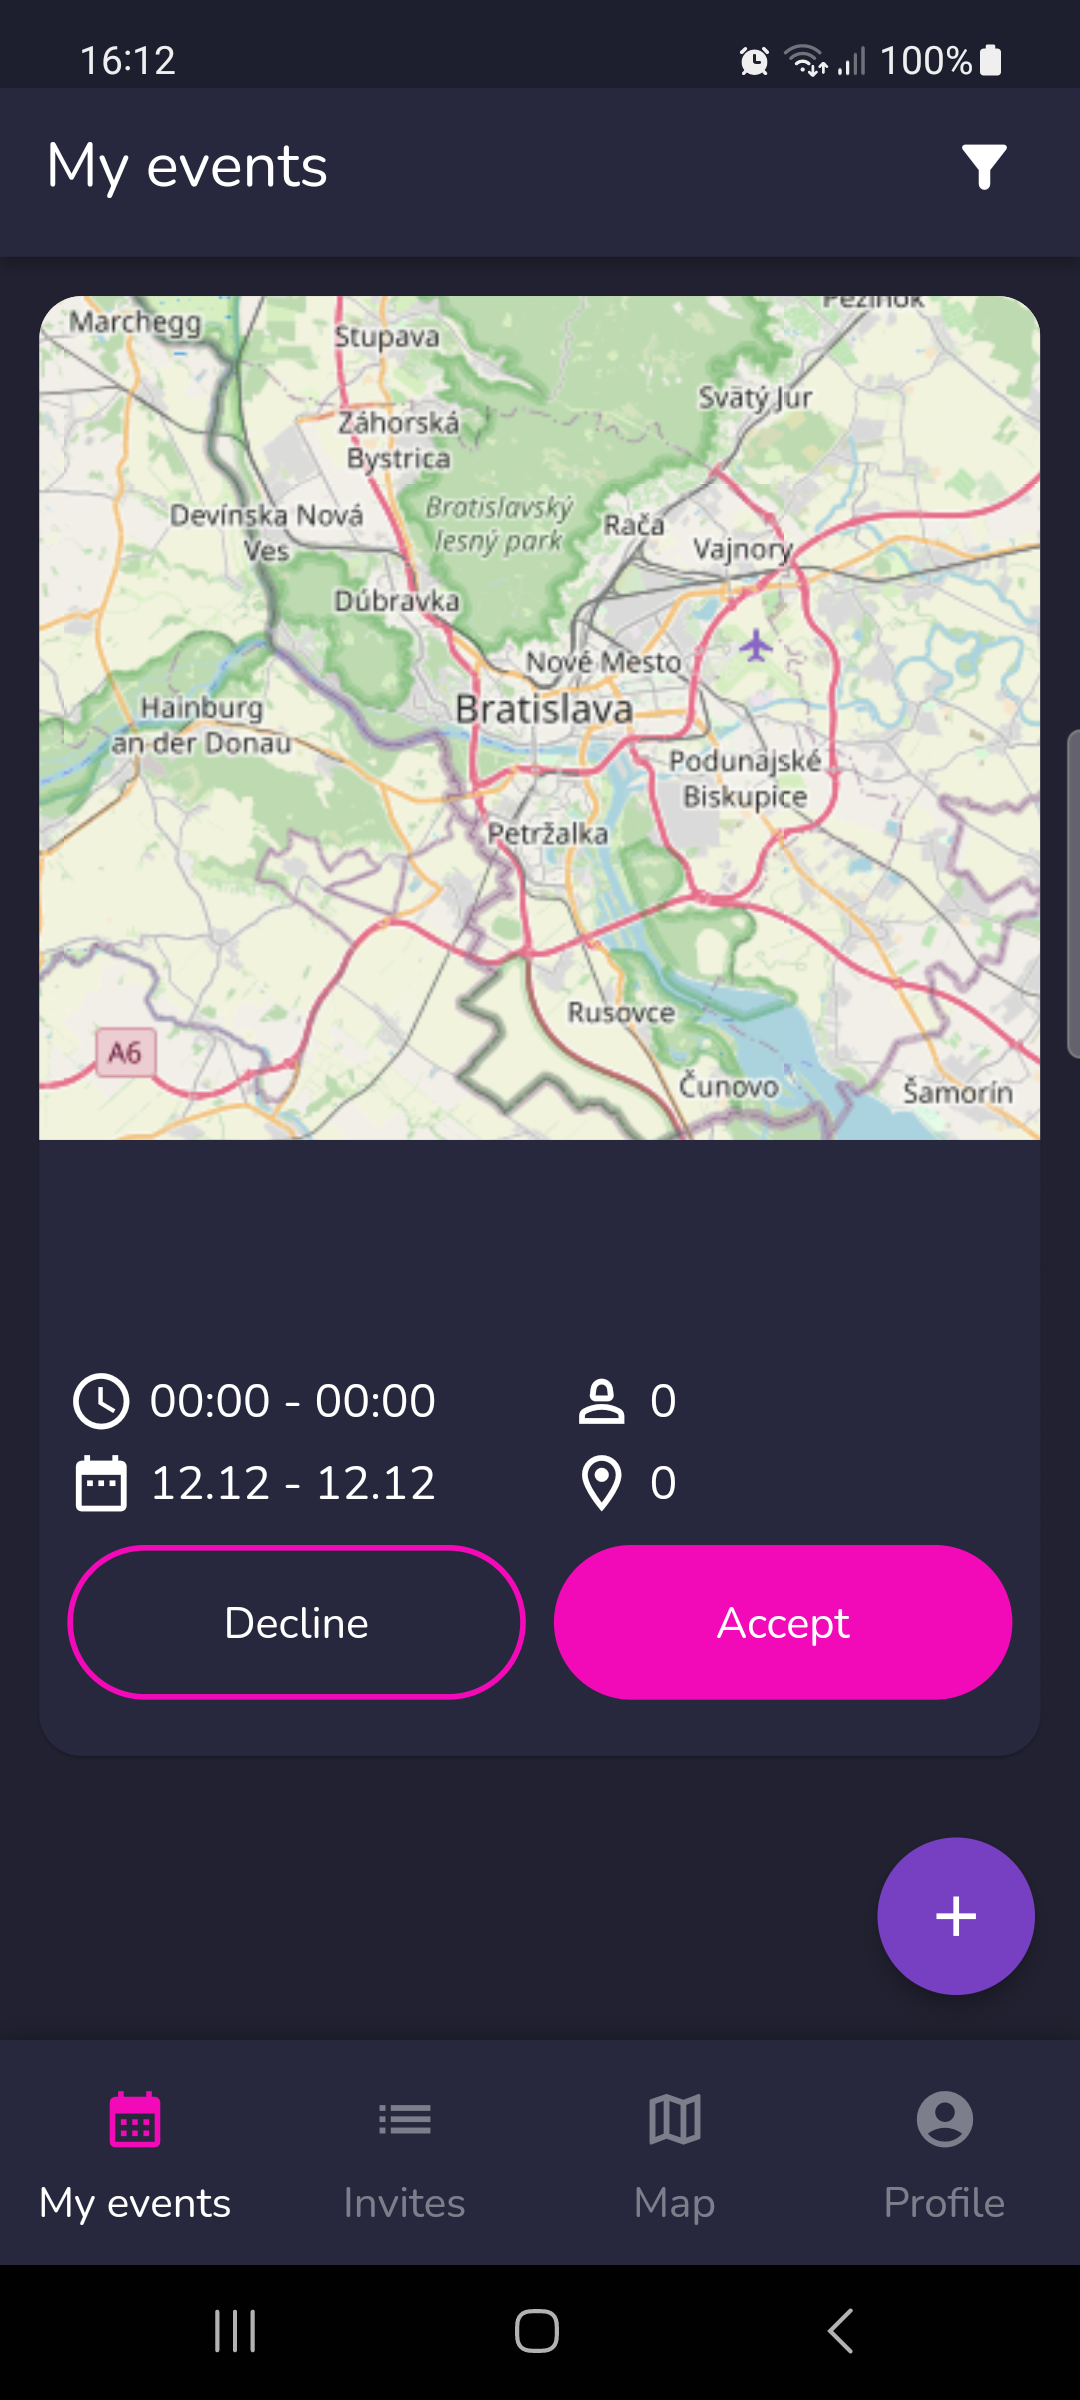 16:12
100%
My events
Pezinok
Marchegg
Stupava
Svätý Jur
Záhorská
Bystrica
Bratislavský
lesný park
Devínska Nová
Ves
Rača
Vajnory
Dúbravka
Nové Mesto
Hainburg
an der Donau
Bratislava
Podunajské
Biskupice
Petržalka
Rusovce
A6
Čunovo
Šamorín
00:00 - 00:00
0
12.12 - 12.12
0
Decline
Accept
My events
Invites
Map
Profile